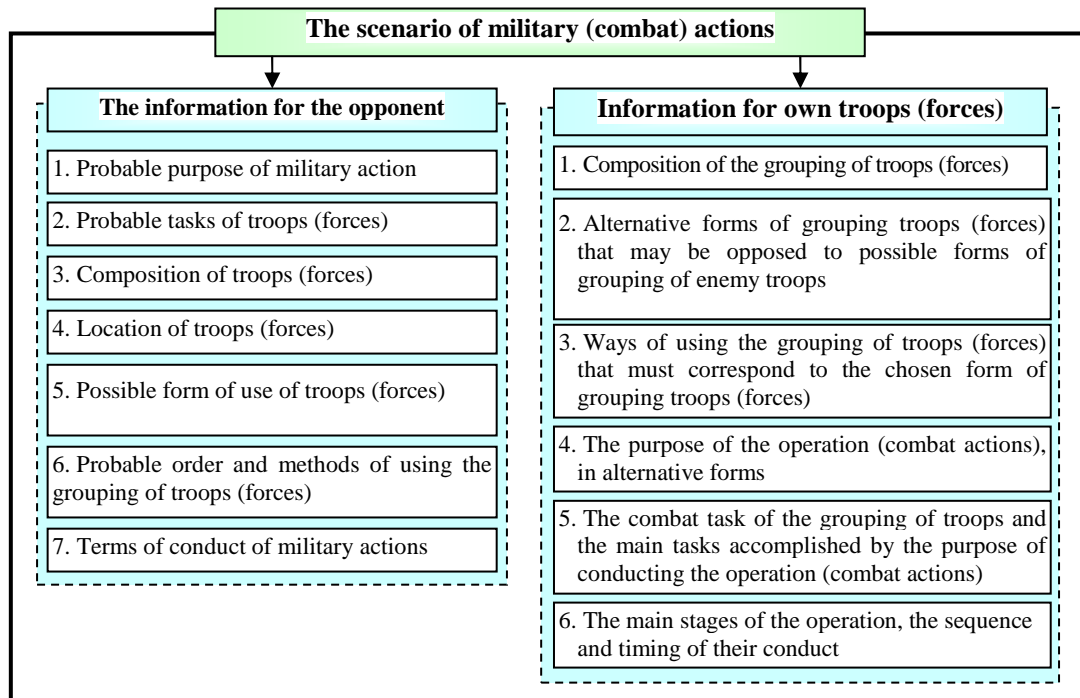 The scenario of military (combat) actions
The information for the opponent
1. Probable purpose of military action
2. Probable tasks of troops (forces)
3. Composition of troops (forces)
4. Location of troops (forces)
5. Possible form of use of troops (forces)
6. Probable order and methods of using the
grouping of troops (forces)
7. Terms of conduct of military actions
Information for own troops (forces)
1. Composition of the grouping of troops (forces)
2. Alternative forms of grouping troops (forces)
that may be opposed to possible forms of
grouping of enemy troops
3. Ways of using the grouping of troops (forces)
that must correspond to the chosen form of
grouping troops (forces)
4. The purpose of the operation (combat actions),
in alternative forms
5. The combat task of the grouping of troops and
the main tasks accomplished by the purpose of
conducting the operation (combat actions)
6. The main stages of the operation, the sequence
and timing of their conduct